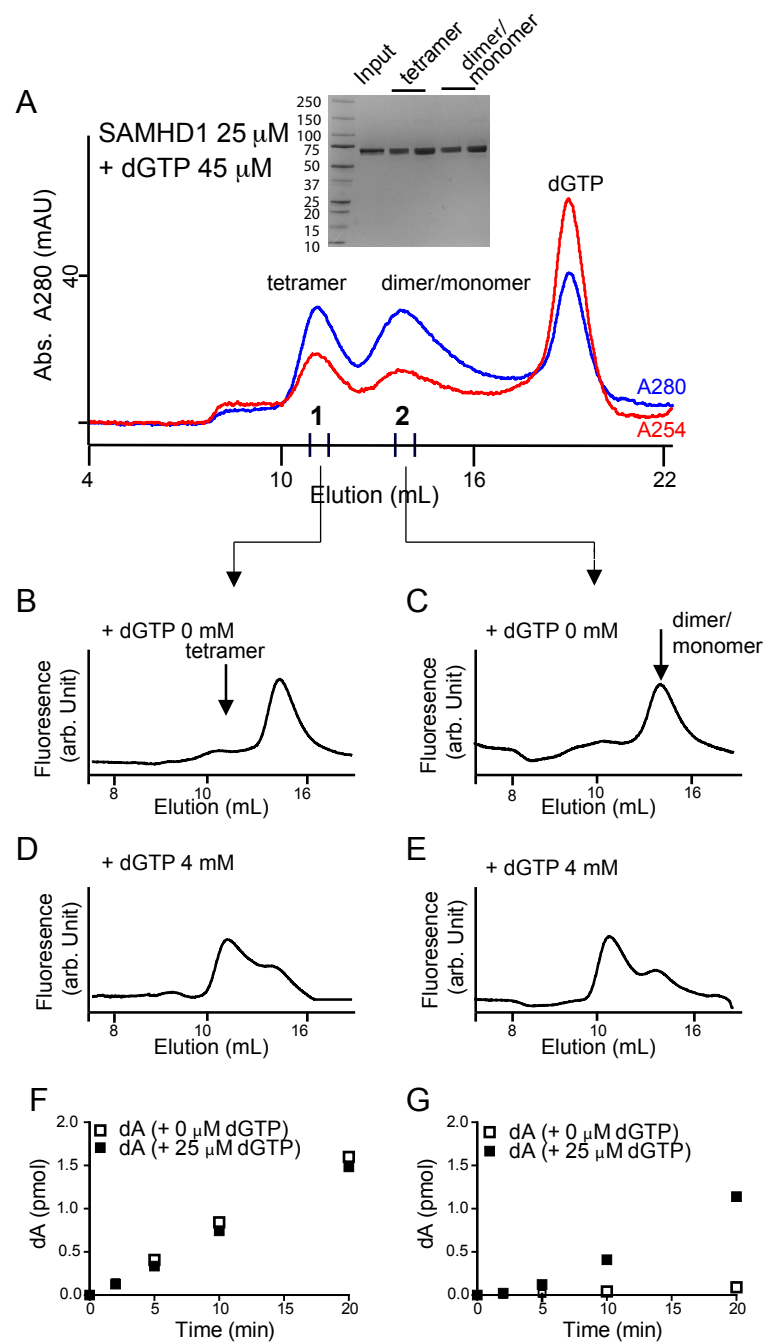 Input
tetramer
dimer/
monomer
A
SAMHD1 25 μM
+ dGTP 45 μM
250
150
100
75
50
37
25
20
15
10
dGTP
Abs. A280 (mAU)
40
tetramer
dimer/monomer
A280
A254
1
2
4
10
16
22
Elution (mL)
B
+ dGTP 0 mM
tetramer
Fluoresence
(arb. Unit)
8
10
16
Elution (mL)
C
+ dGTP 0 mM
dimer/
monomer
Fluoresence
(arb. Unit)
8
10
16
Elution (mL)
D
+ dGTP 4 mM
Fluoresence
(arb. Unit)
8
10
16
Elution (mL)
E
+ dGTP 4 mM
Fluoresence
(arb. Unit)
8
10
16
Elution (mL)
F
dA (+ 0 μM dGTP)
dA (+ 25 μM dGTP)
dA (pmol)
2.0
1.5
1.0
0.5
0.0
0
5
10
15
20
Time (min)
G
dA (+ 0 μM dGTP)
dA (+ 25 μM dGTP)
dA (pmol)
2.0
1.5
1.0
0.5
0.0
0
5
10
15
20
Time (min)